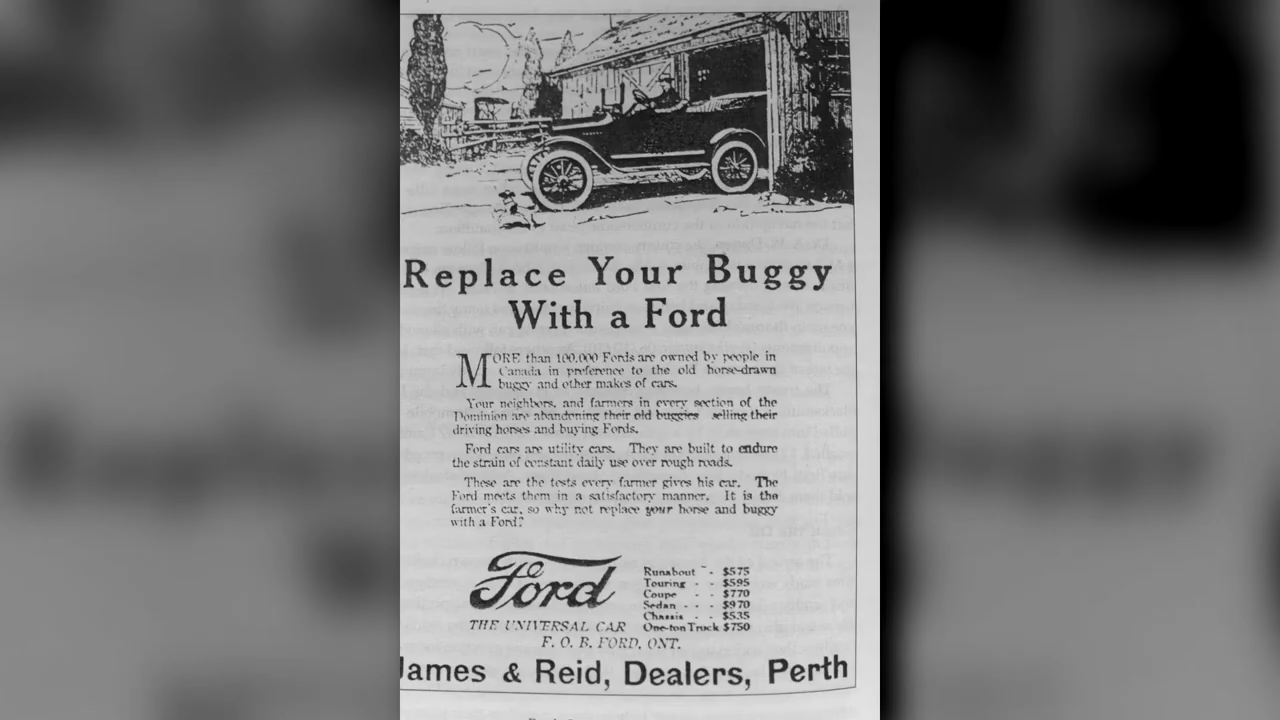 Replace Your Buggy
With a Ford
MORE than 100,000 Fords are owned by people in
Canada in preference to the old horse-drawn
buggy and other makes of cars.
Your neighbors, and farmers in every section of the
Dominion are abandoning their old buggies selling their
driving horses and buying Fords.
Ford cars are utility cars. They are built to endure
the strain of constant daily use over rough roads.
These are the tests every farmer gives his car. The
Ford meets them in a satisfactory manner. It is the
farmer's car, so why not replace your horse and buggy
with a Ford?
Ford
THE UNIVERSAL CAR
Runabout - - $575
Touring - - $595
Coupe - - $770
Sedan - - - $970
Chassis - - $535
One-ton Truck $750
F. O. B. FORD, ONT.
James & Reid, Dealers, Perth